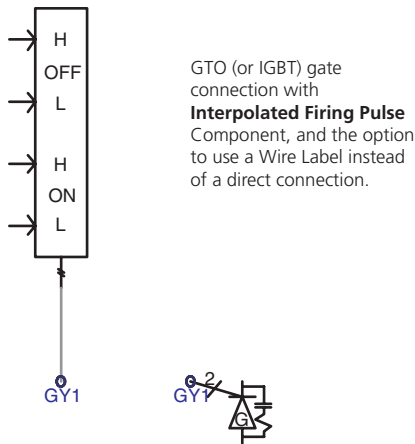 H
OFF
L
H
ON
L
GTO (or IGBT) gate
connection with
Interpolated Firing Pulse
Component, and the option
to use a Wire Label instead
of a direct connection.
GY1
GY1
2
G